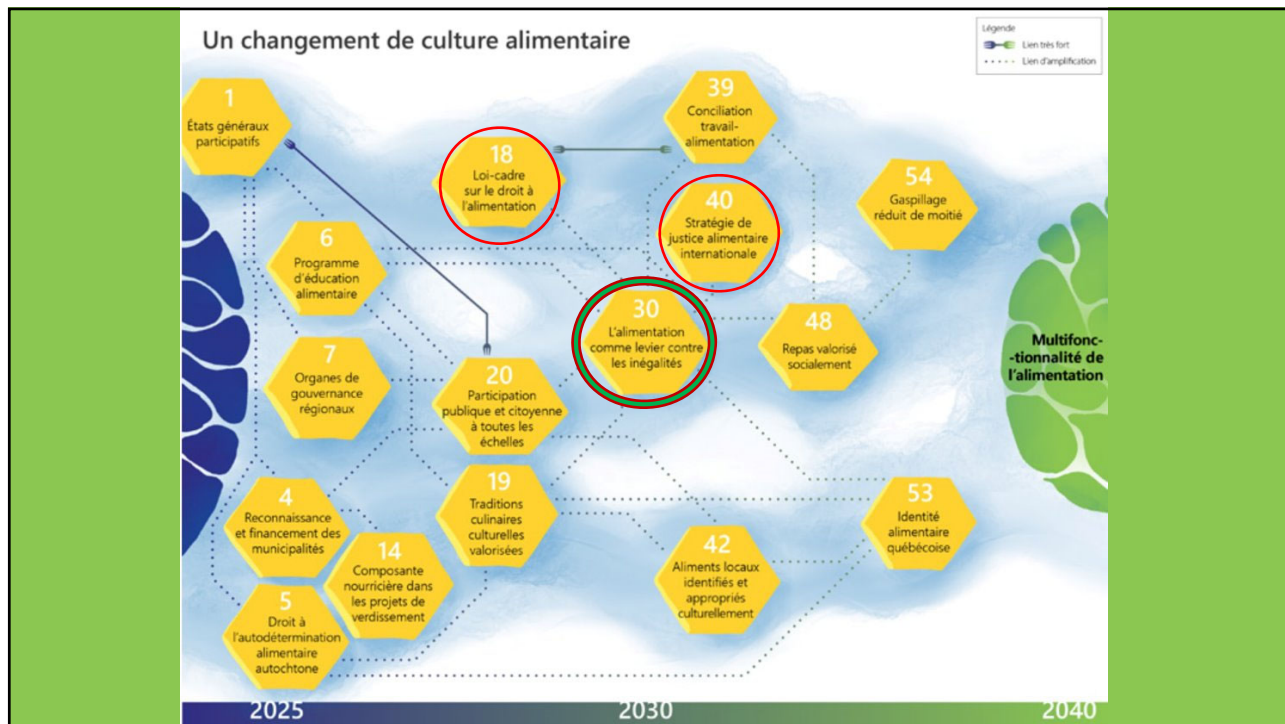 Un changement de culture alimentaire
Légende
Lien très fort
Lien d'amplification
1
États généraux
participatifs
39
Conciliation
travail-
alimentation
18
Loi-cadre
sur le droit à
l'alimentation
54
Gaspillage
réduit de moitié
40
Stratégie de
justice alimentaire
internationale
6
Programme
d'éducation
alimentaire
30
L'alimentation
comme levier contre
les inégalités
48
Repas valorisé
socialement
Multifonc-
-tionnalité de
l'alimentation
7
Organes de
gouvernance
régionaux
20
Participation
publique et citoyenne
à toutes les
échelles
19
Traditions
culinaires
culturelles
valorisées
53
Identité
alimentaire
québécoise
4
Reconnaissance
et financement des
municipalités
14
Composante
nourricière dans
les projets de
verdissement
42
Aliments locaux
identifiés et
appropriés
culturellement
5
Droit à
l'autodétermination
alimentaire
autochtone
2025
2030
2040